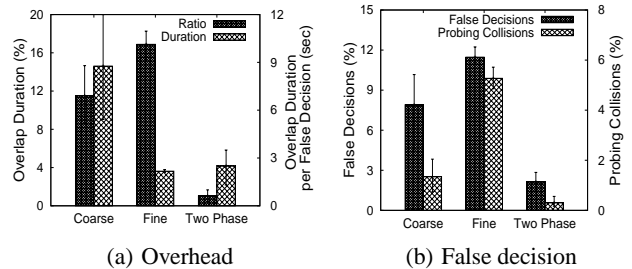 Overlap Duration (%)
20
16
12
8
4
0
Ratio
Duration
12
9
6
3
0
Overlap Duration
per False Decision (sec)
Coarse Fine Two Phase
(a) Overhead
False Decisions (%)
15
12
9
6
3
0
False Decisions
Probing Collisions
8
6
4
2
0
Probing Collisions (%)
Coarse Fine Two Phase
(b) False decision